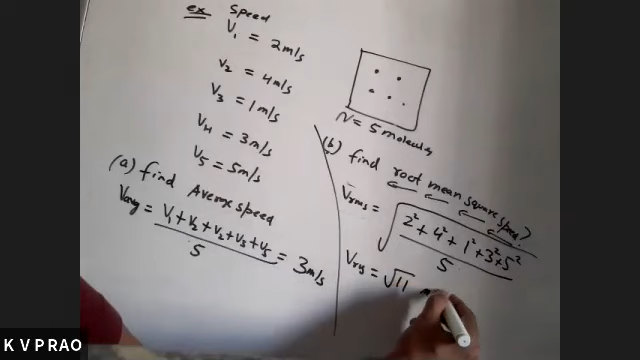 ex Speed
V₁ = 2m/s
V₂ = 4m/s
V₃ = 1m/s
V₄ = 3m/s
V₅ = 5m/s
(a) find Average speed
Vavg = V₁+V₂+V₂+V₃+V₅ / 5 = 3m/s
N = 5 molecules
(b) find root mean square speed?
Vrms = √(2²+4²+1²+3²+5² / 5)
Vrms = √11 m
K V P RAO